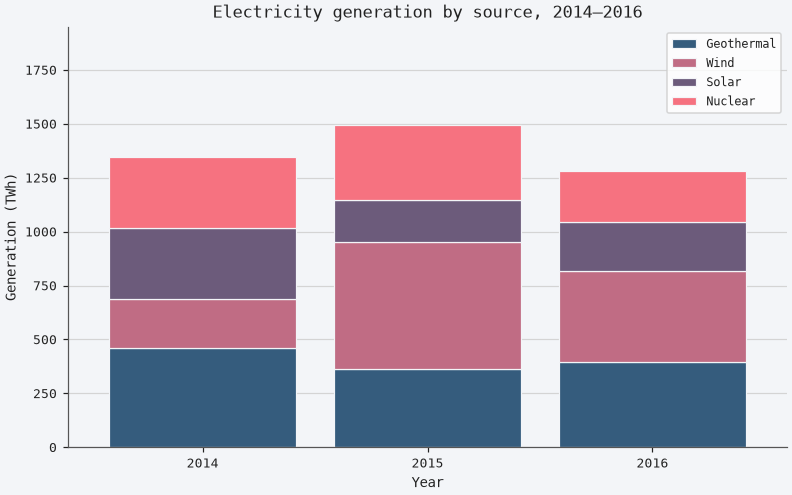 Electricity generation by source, 2014–2016
Geothermal
Wind
Solar
Nuclear
Generation (TWh)
1750
1500
1250
1000
750
500
250
0
2014
2015
2016
Year